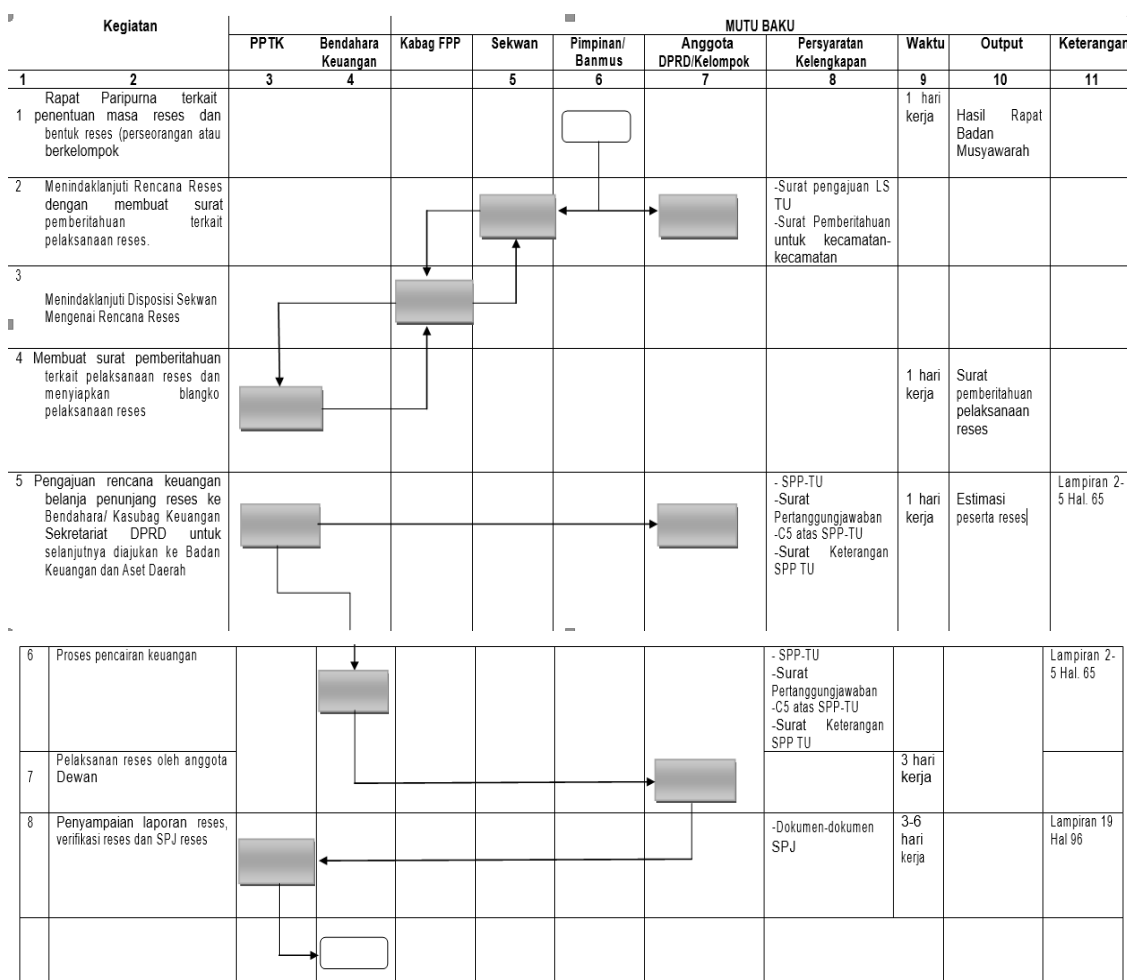 Kegiatan
MUTU BAKU
PPTK
Bendahara
Keuangan
Kabag FPP
Sekwan
Pimpinan/
Banmus
Anggota
DPRD/Kelompok
Persyaratan
Kelengkapan
Waktu
Output
Keterangan
1 2 3 4 5 6 7 8 9 10 11
1 Rapat Paripurna terkait
penentuan masa reses dan
bentuk reses (perseorangan atau
berkelompok
1 hari
kerja
Hasil Rapat
Badan
Musyawarah
2 Menindaklanjuti Rencana Reses
dengan membuat surat
pemberitahuan terkait
pelaksanaan reses.
-Surat pengajuan LS
TU
-Surat Pemberitahuan
untuk kecamatan-
kecamatan
3
Menindaklanjuti Disposisi Sekwan
Mengenai Rencana Reses
4 Membuat surat pemberitahuan
terkait pelaksanaan reses dan
menyiapkan blangko
pelaksanaan reses
1 hari
kerja
Surat
pemberitahuan
pelaksanaan
reses
5 Pengajuan rencana keuangan
belanja penunjang reses ke
Bendahara/ Kasubag Keuangan
Sekretariat DPRD untuk
selanjutnya diajukan ke Badan
Keuangan dan Aset Daerah
- SPP-TU
-Surat
Pertanggungjawaban
-C5 atas SPP-TU
-Surat Keterangan
SPP TU
1 hari
kerja
Estimasi
peserta reses
Lampiran 2-
5 Hal. 65
6 Proses pencairan keuangan
- SPP-TU
-Surat
Pertanggungjawaban
-C5 atas SPP-TU
-Surat Keterangan
SPP TU
Lampiran 2-
5 Hal. 65
7 Pelaksanan reses oleh anggota
Dewan
3 hari
kerja
8 Penyampaian laporan reses,
verifikasi reses dan SPJ reses
-Dokumen-dokumen
SPJ
3-6
hari
kerja
Lampiran 19
Hal 96